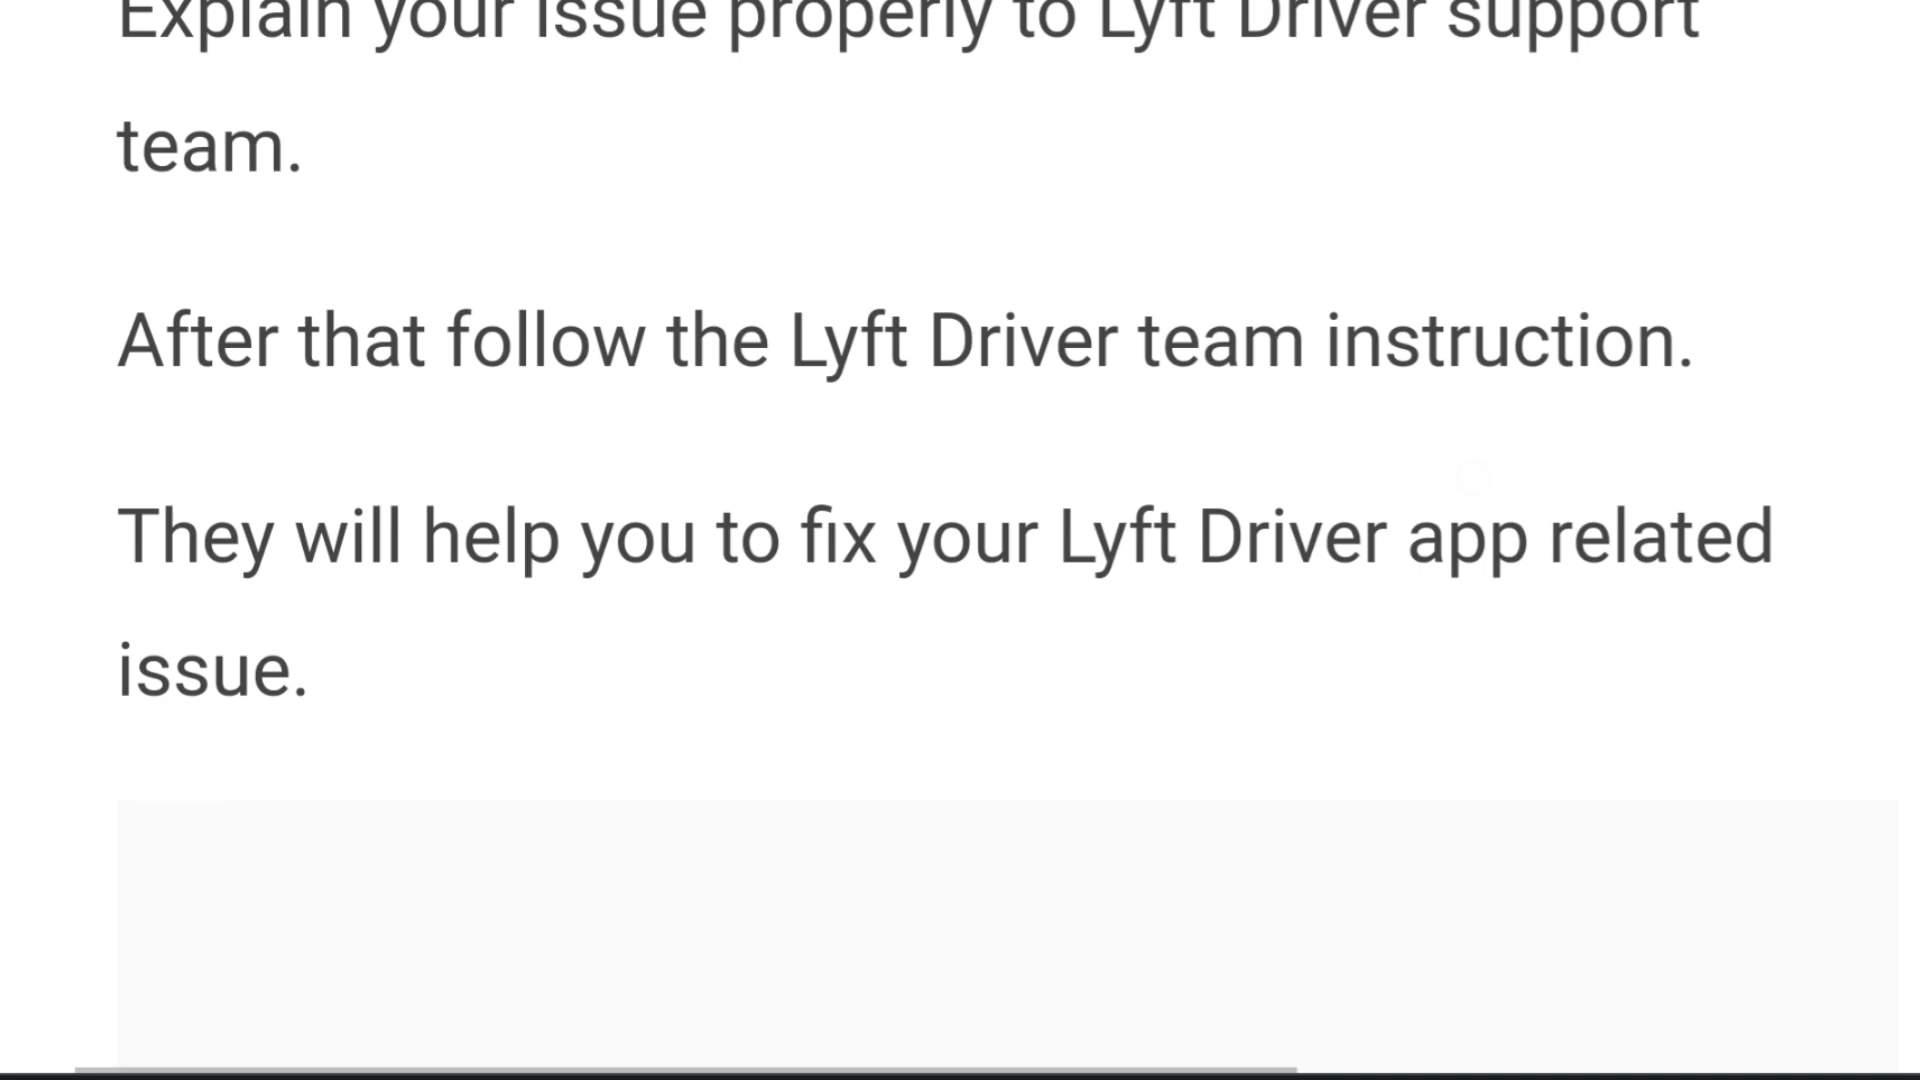 Explain your issue properly to Lyft Driver support
team.
After that follow the Lyft Driver team instruction.
They will help you to fix your Lyft Driver app related
issue.